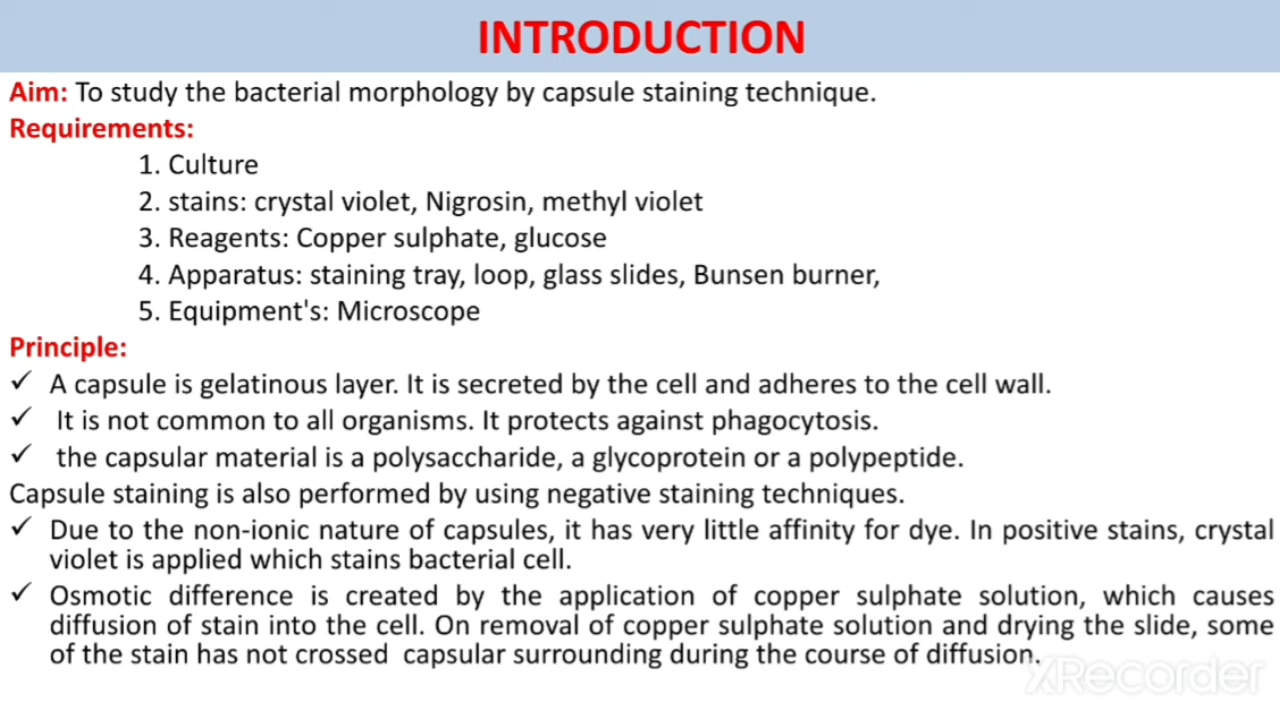 INTRODUCTION
Aim: To study the bacterial morphology by capsule staining technique.
Requirements:
1. Culture
2. stains: crystal violet, Nigrosin, methyl violet
3. Reagents: Copper sulphate, glucose
4. Apparatus: staining tray, loop, glass slides, Bunsen burner,
5. Equipment's: Microscope
Principle:
✓ A capsule is gelatinous layer. It is secreted by the cell and adheres to the cell wall.
✓ It is not common to all organisms. It protects against phagocytosis.
✓ the capsular material is a polysaccharide, a glycoprotein or a polypeptide.
Capsule staining is also performed by using negative staining techniques.
✓ Due to the non-ionic nature of capsules, it has very little affinity for dye. In positive stains, crystal
violet is applied which stains bacterial cell.
✓ Osmotic difference is created by the application of copper sulphate solution, which causes
diffusion of stain into the cell. On removal of copper sulphate solution and drying the slide, some
of the stain has not crossed capsular surrounding during the course of diffusion.
XRecorder